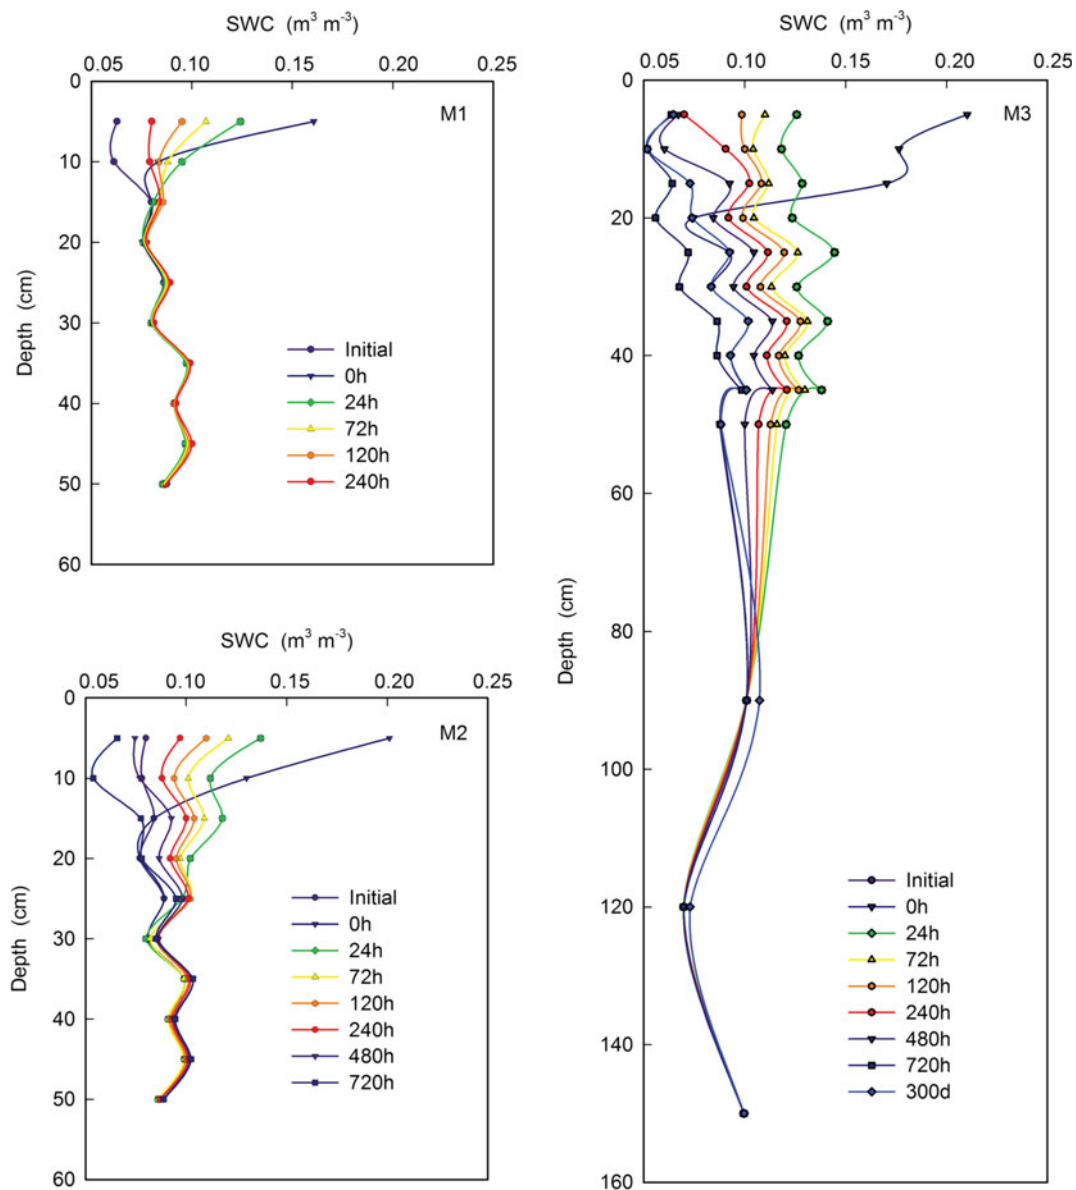 SWC (m³ m⁻³)
0.05 0.10 0.15 0.20 0.25
0
10
20
30
40
50
60
Depth (cm)
M1
Initial
0h
24h
72h
120h
240h
SWC (m³ m⁻³)
0.05 0.10 0.15 0.20 0.25
0
10
20
30
40
50
60
Depth (cm)
M2
Initial
0h
24h
72h
120h
240h
480h
720h
SWC (m³ m⁻³)
0.05 0.10 0.15 0.20 0.25
0
20
40
60
80
100
120
140
160
Depth (cm)
M3
Initial
0h
24h
72h
120h
240h
480h
720h
300d